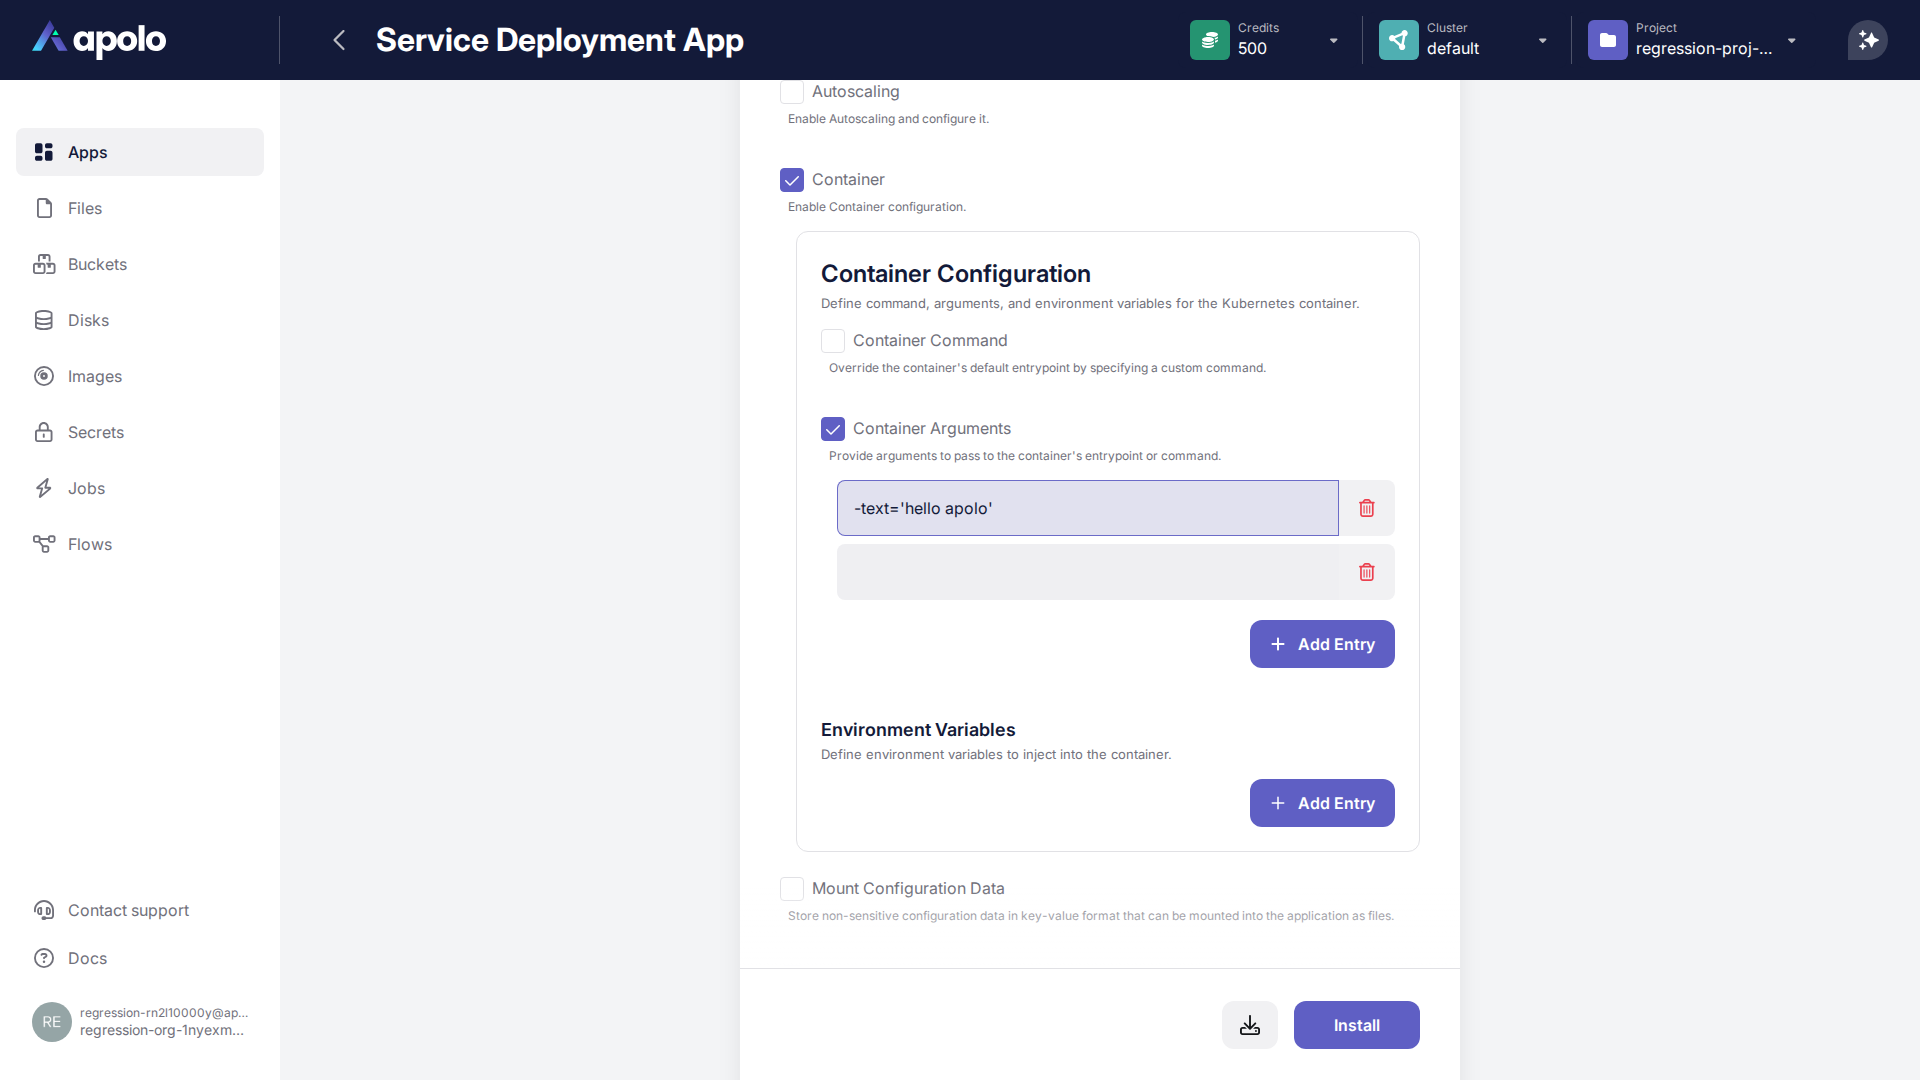 apolo
Service Deployment App
Credits
500
Cluster
default
Project
regression-proj-...
Apps
Files
Buckets
Disks
Images
Secrets
Jobs
Flows
Contact support
Docs
RE
regression-rn2l10000y@ap...
regression-org-1nyexm...
Autoscaling
Enable Autoscaling and configure it.
Container
Enable Container configuration.
Container Configuration
Define command, arguments, and environment variables for the Kubernetes container.
Container Command
Override the container's default entrypoint by specifying a custom command.
Container Arguments
Provide arguments to pass to the container's entrypoint or command.
-text='hello apolo'
Add Entry
Environment Variables
Define environment variables to inject into the container.
Add Entry
Mount Configuration Data
Store non-sensitive configuration data in key-value format that can be mounted into the application as files.
Install